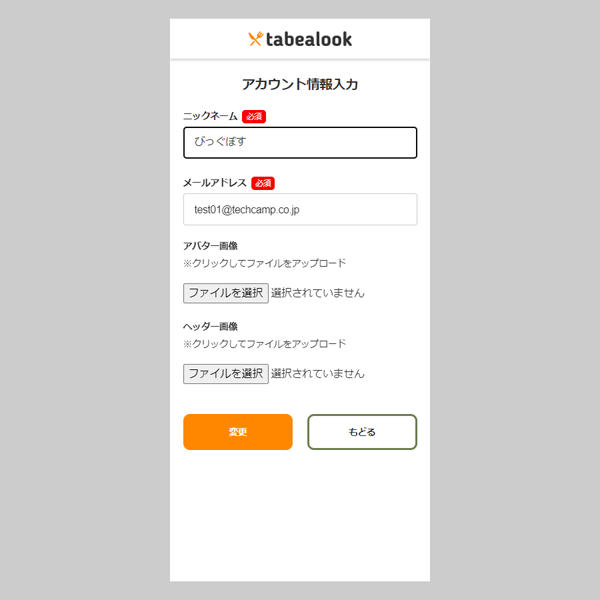 tabealook
アカウント情報入力
ニックネーム 必須
びっぐぼす
メールアドレス 必須
test01@techcamp.co.jp
アバター画像
※クリックしてファイルをアップロード
ファイルを選択 選択されていません
ヘッダー画像
※クリックしてファイルをアップロード
ファイルを選択 選択されていません
変更 もどる